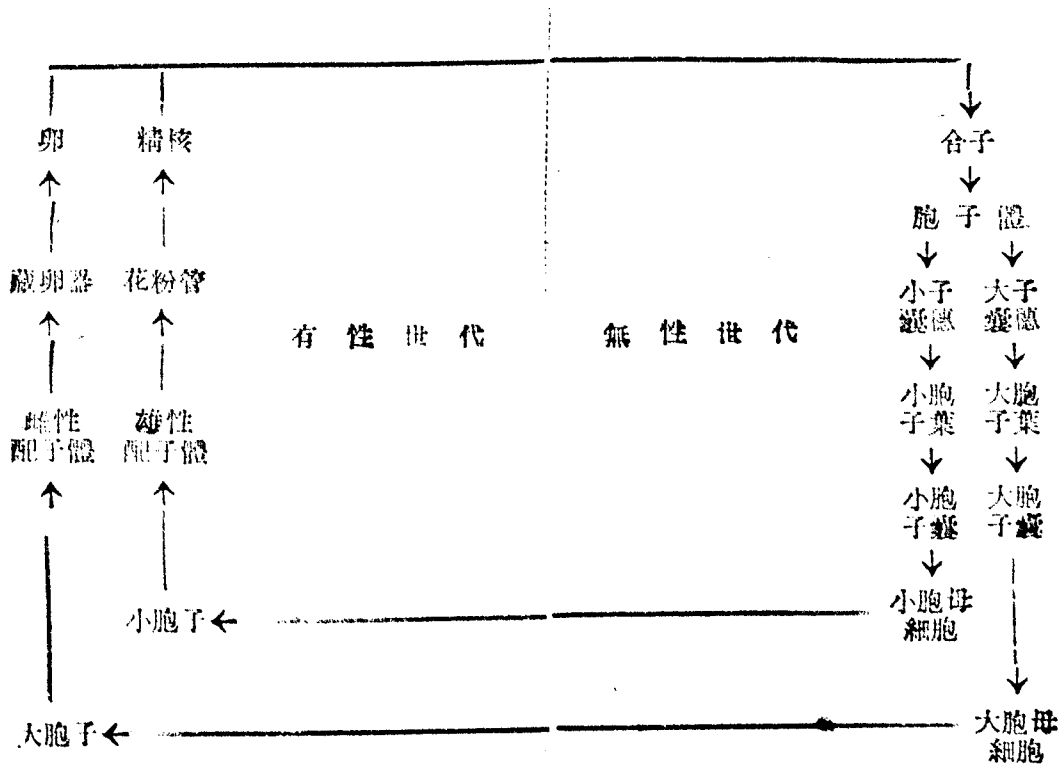 卵 精核 合子
胞子體
藏卵器 花粉管 小子 大子
囊穗 囊穗
有性世代 無性世代
雌性 雄性 小胞 大胞
配子體 配子體 子葉 子葉
小胞 大胞
子囊 子囊
小胞子 小胞母
細胞
大胞子 大胞母
細胞